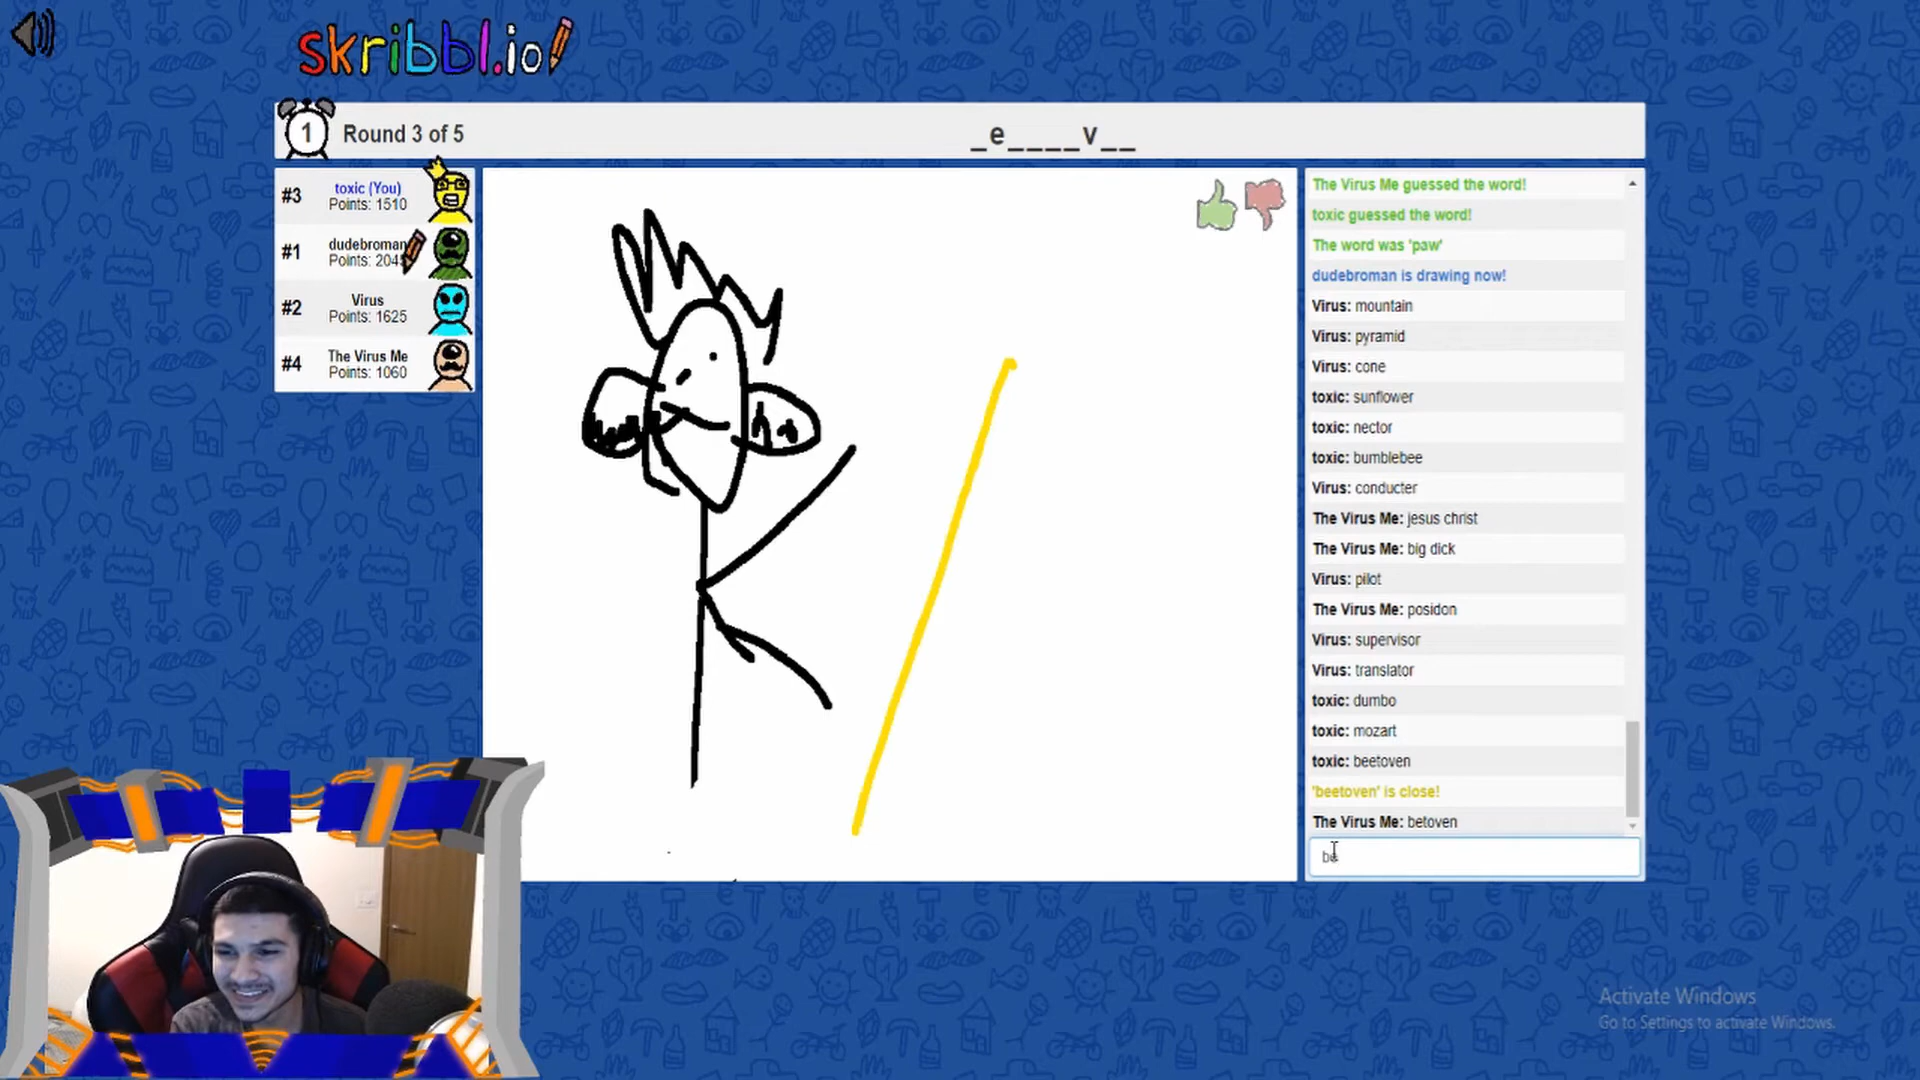 skribbl.io
1
Round 3 of 5
_e____v__
#3
toxic (You)
Points: 1510
#1
dudebroman
Points: 204
#2
Virus
Points: 1625
#4
The Virus Me
Points: 1060
The Virus Me guessed the word!
toxic guessed the word!
The word was 'paw'
dudebroman is drawing now!
Virus: mountain
Virus: pyramid
Virus: cone
toxic: sunflower
toxic: nector
toxic: bumblebee
Virus: conducter
The Virus Me: jesus christ
The Virus Me: big dick
Virus: pilot
The Virus Me: posidon
Virus: supervisor
Virus: translator
toxic: dumbo
toxic: mozart
toxic: beetoven
'beetoven' is close!
The Virus Me: betoven
be
Activate Windows
Go to Settings to activate Windows.